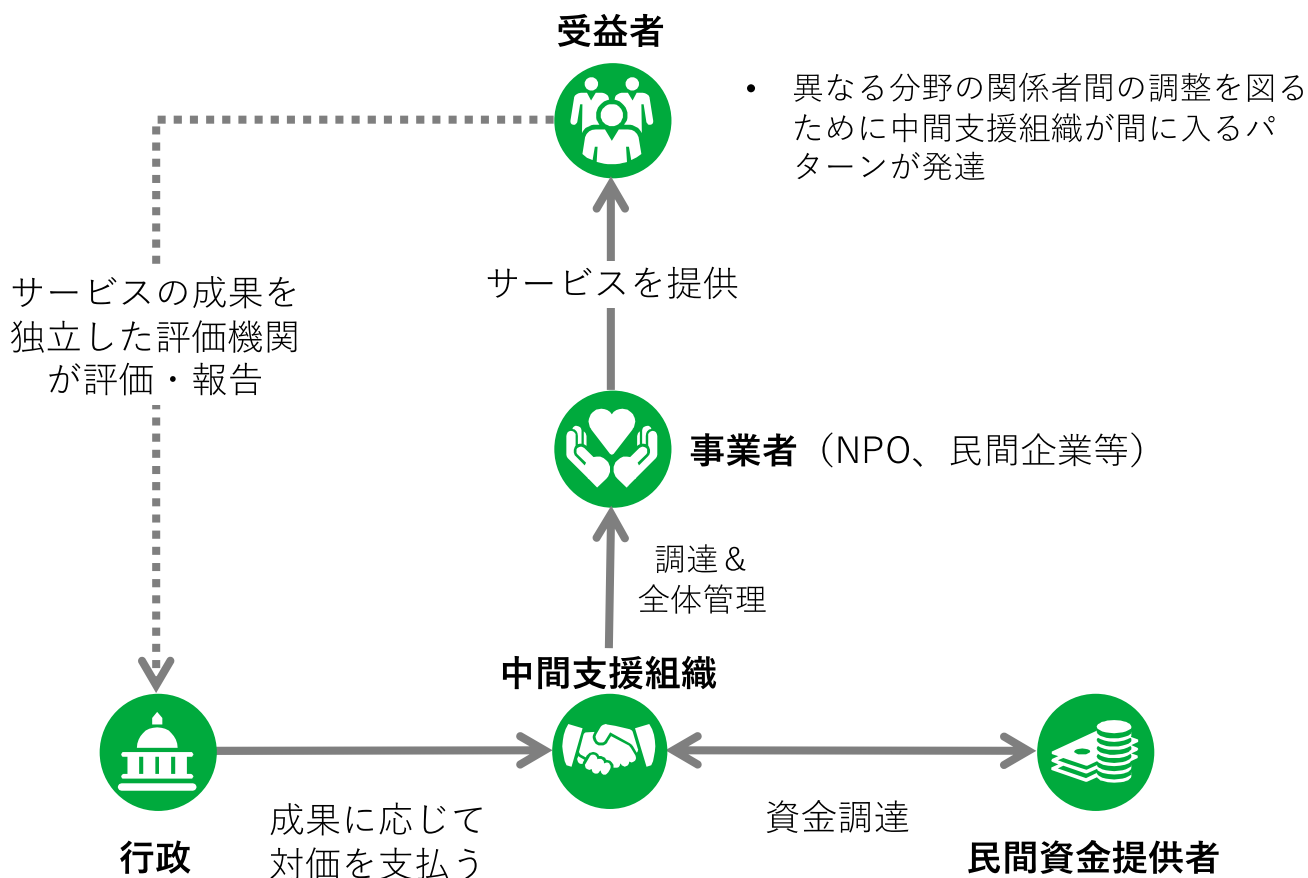 受益者
• 異なる分野の関係者間の調整を図る
ために中間支援組織が間に入るパ
ターンが発達
サービスを提供
サービスの成果を
独立した評価機関
が評価・報告
事業者（NPO、民間企業等）
調達＆
全体管理
中間支援組織
成果に応じて
対価を支払う
資金調達
行政
民間資金提供者